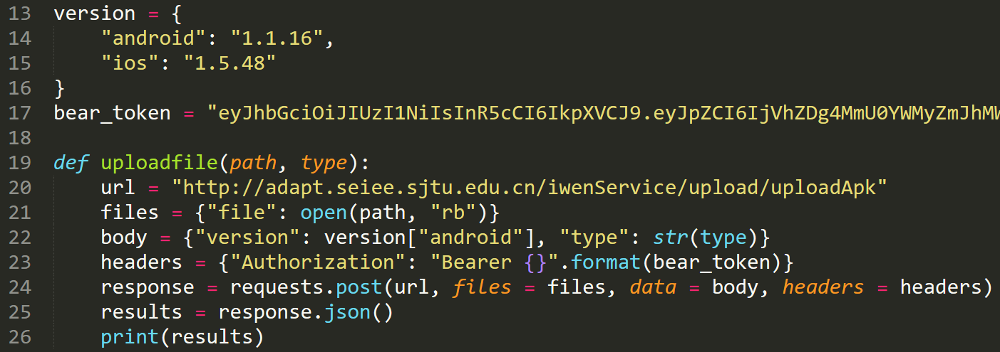 13 version = {
14 "android": "1.1.16",
15 "ios": "1.5.48"
16 }
17 bear_token = "eyJhbGciOiJIUzI1NiIsInR5cCI6IkpXVCJ9.eyJpZCI6IjVhZDg4MmU0YWMyZmJhMW
18
19 def uploadfile(path, type):
20 url = "http://adapt.seiee.sjtu.edu.cn/iwenService/upload/uploadApk"
21 files = {"file": open(path, "rb")}
22 body = {"version": version["android"], "type": str(type)}
23 headers = {"Authorization": "Bearer {}".format(bear_token)}
24 response = requests.post(url, files = files, data = body, headers = headers)
25 results = response.json()
26 print(results)